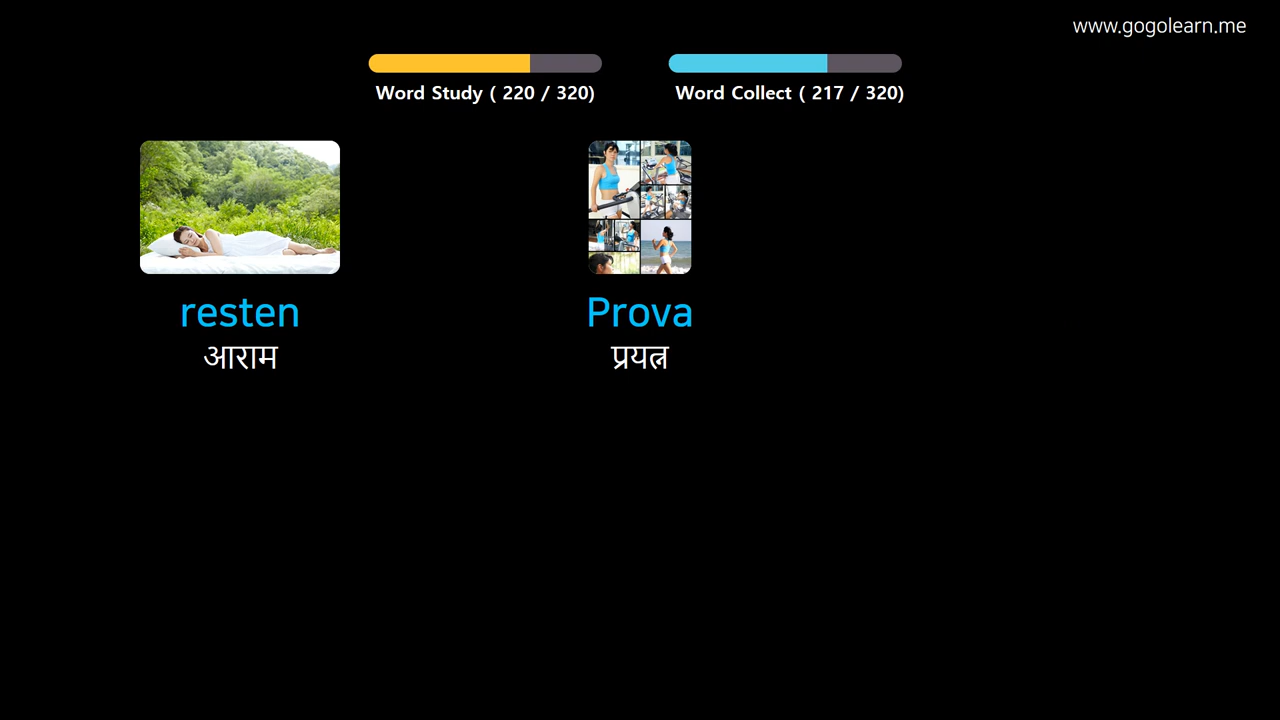 www.gogolearn.me
Word Study ( 220 / 320)
Word Collect ( 217 / 320)
resten
आराम
Prova
प्रयत्न